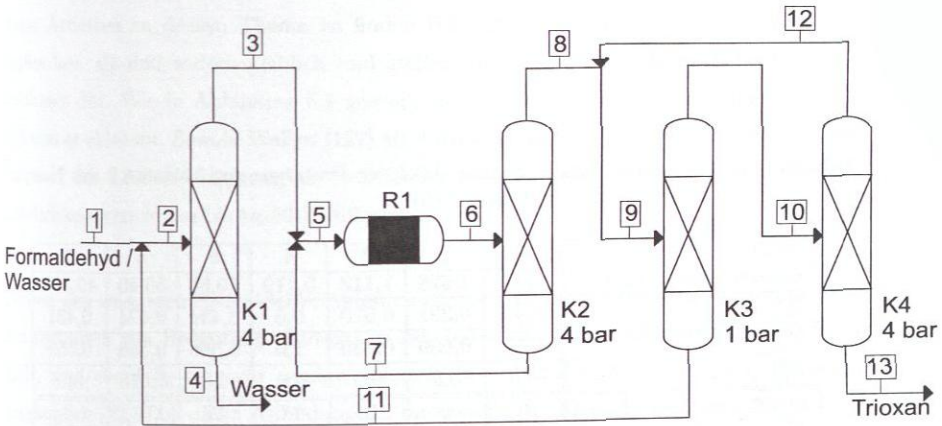 3
8
12
R1
1
2
5
6
9
10
Formaldehyd /
Wasser
K1
4 bar
K2
4 bar
K3
1 bar
K4
4 bar
7
4
Wasser
11
13
Trioxan